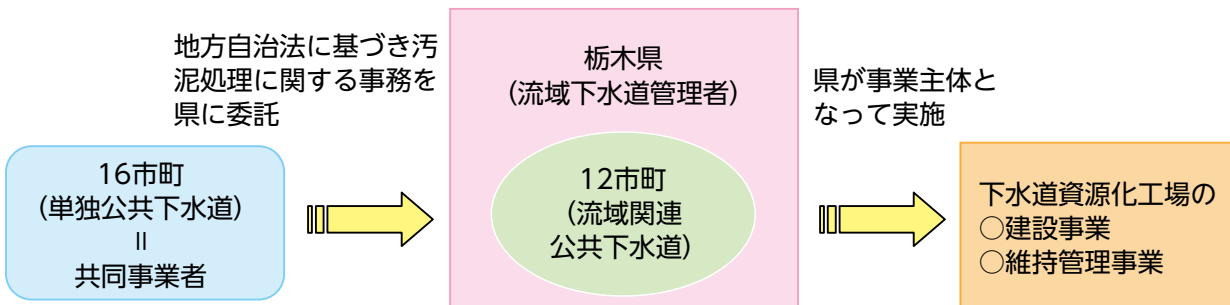 地方自治法に基づき汚
泥処理に関する事務を
県に委託
16市町
（単独公共下水道）
＝
共同事業者
栃木県
（流域下水道管理者）
12市町
（流域関連
公共下水道）
県が事業主体と
なって実施
下水道資源化工場の
○建設事業
○維持管理事業